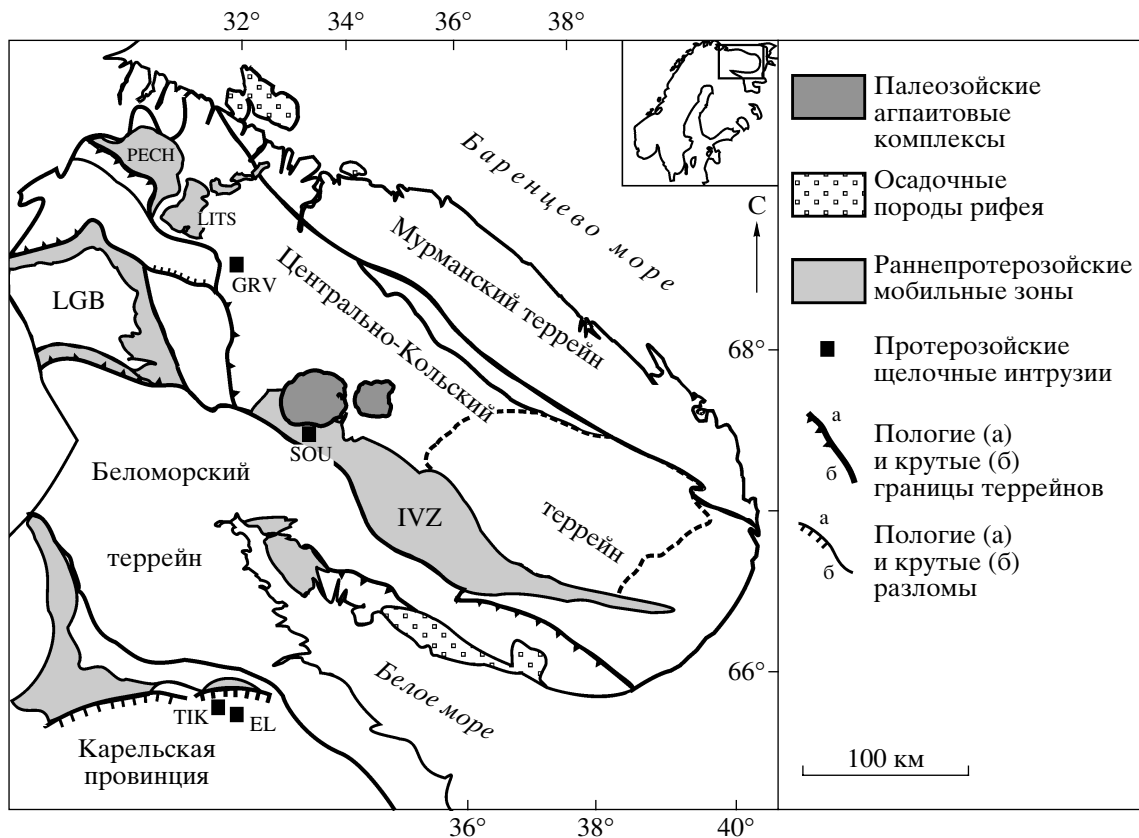 32° 34° 36° 38°
PECH
LITS
GRV
LGB
Баренцево море
С
Мурманский террейн
Центрально-Кольский
террейн
68°
SOU
IVZ
Беломорский
террейн
66°
Белое море
TIK
EL
Карельская
провинция
36° 38° 40°
Палеозойские
агпаитовые
комплексы
Осадочные
породы рифея
Раннепротерозойские
мобильные зоны
Протерозойские
щелочные интрузии
а
б
Пологие (а)
и крутые (б)
границы террейнов
а
б
Пологие (а)
и крутые (б)
разломы
100 км